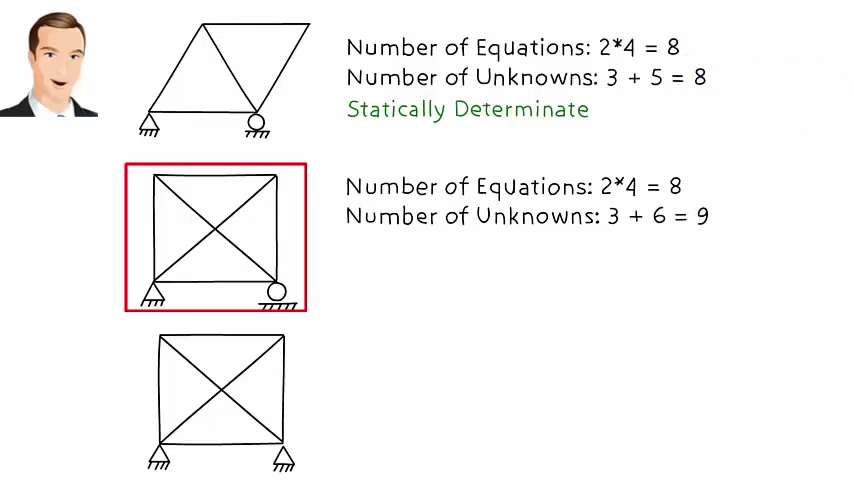 Number of Equations: 2*4 = 8
Number of Unknowns: 3 + 5 = 8
Statically Determinate
Number of Equations: 2*4 = 8
Number of Unknowns: 3 + 6 = 9